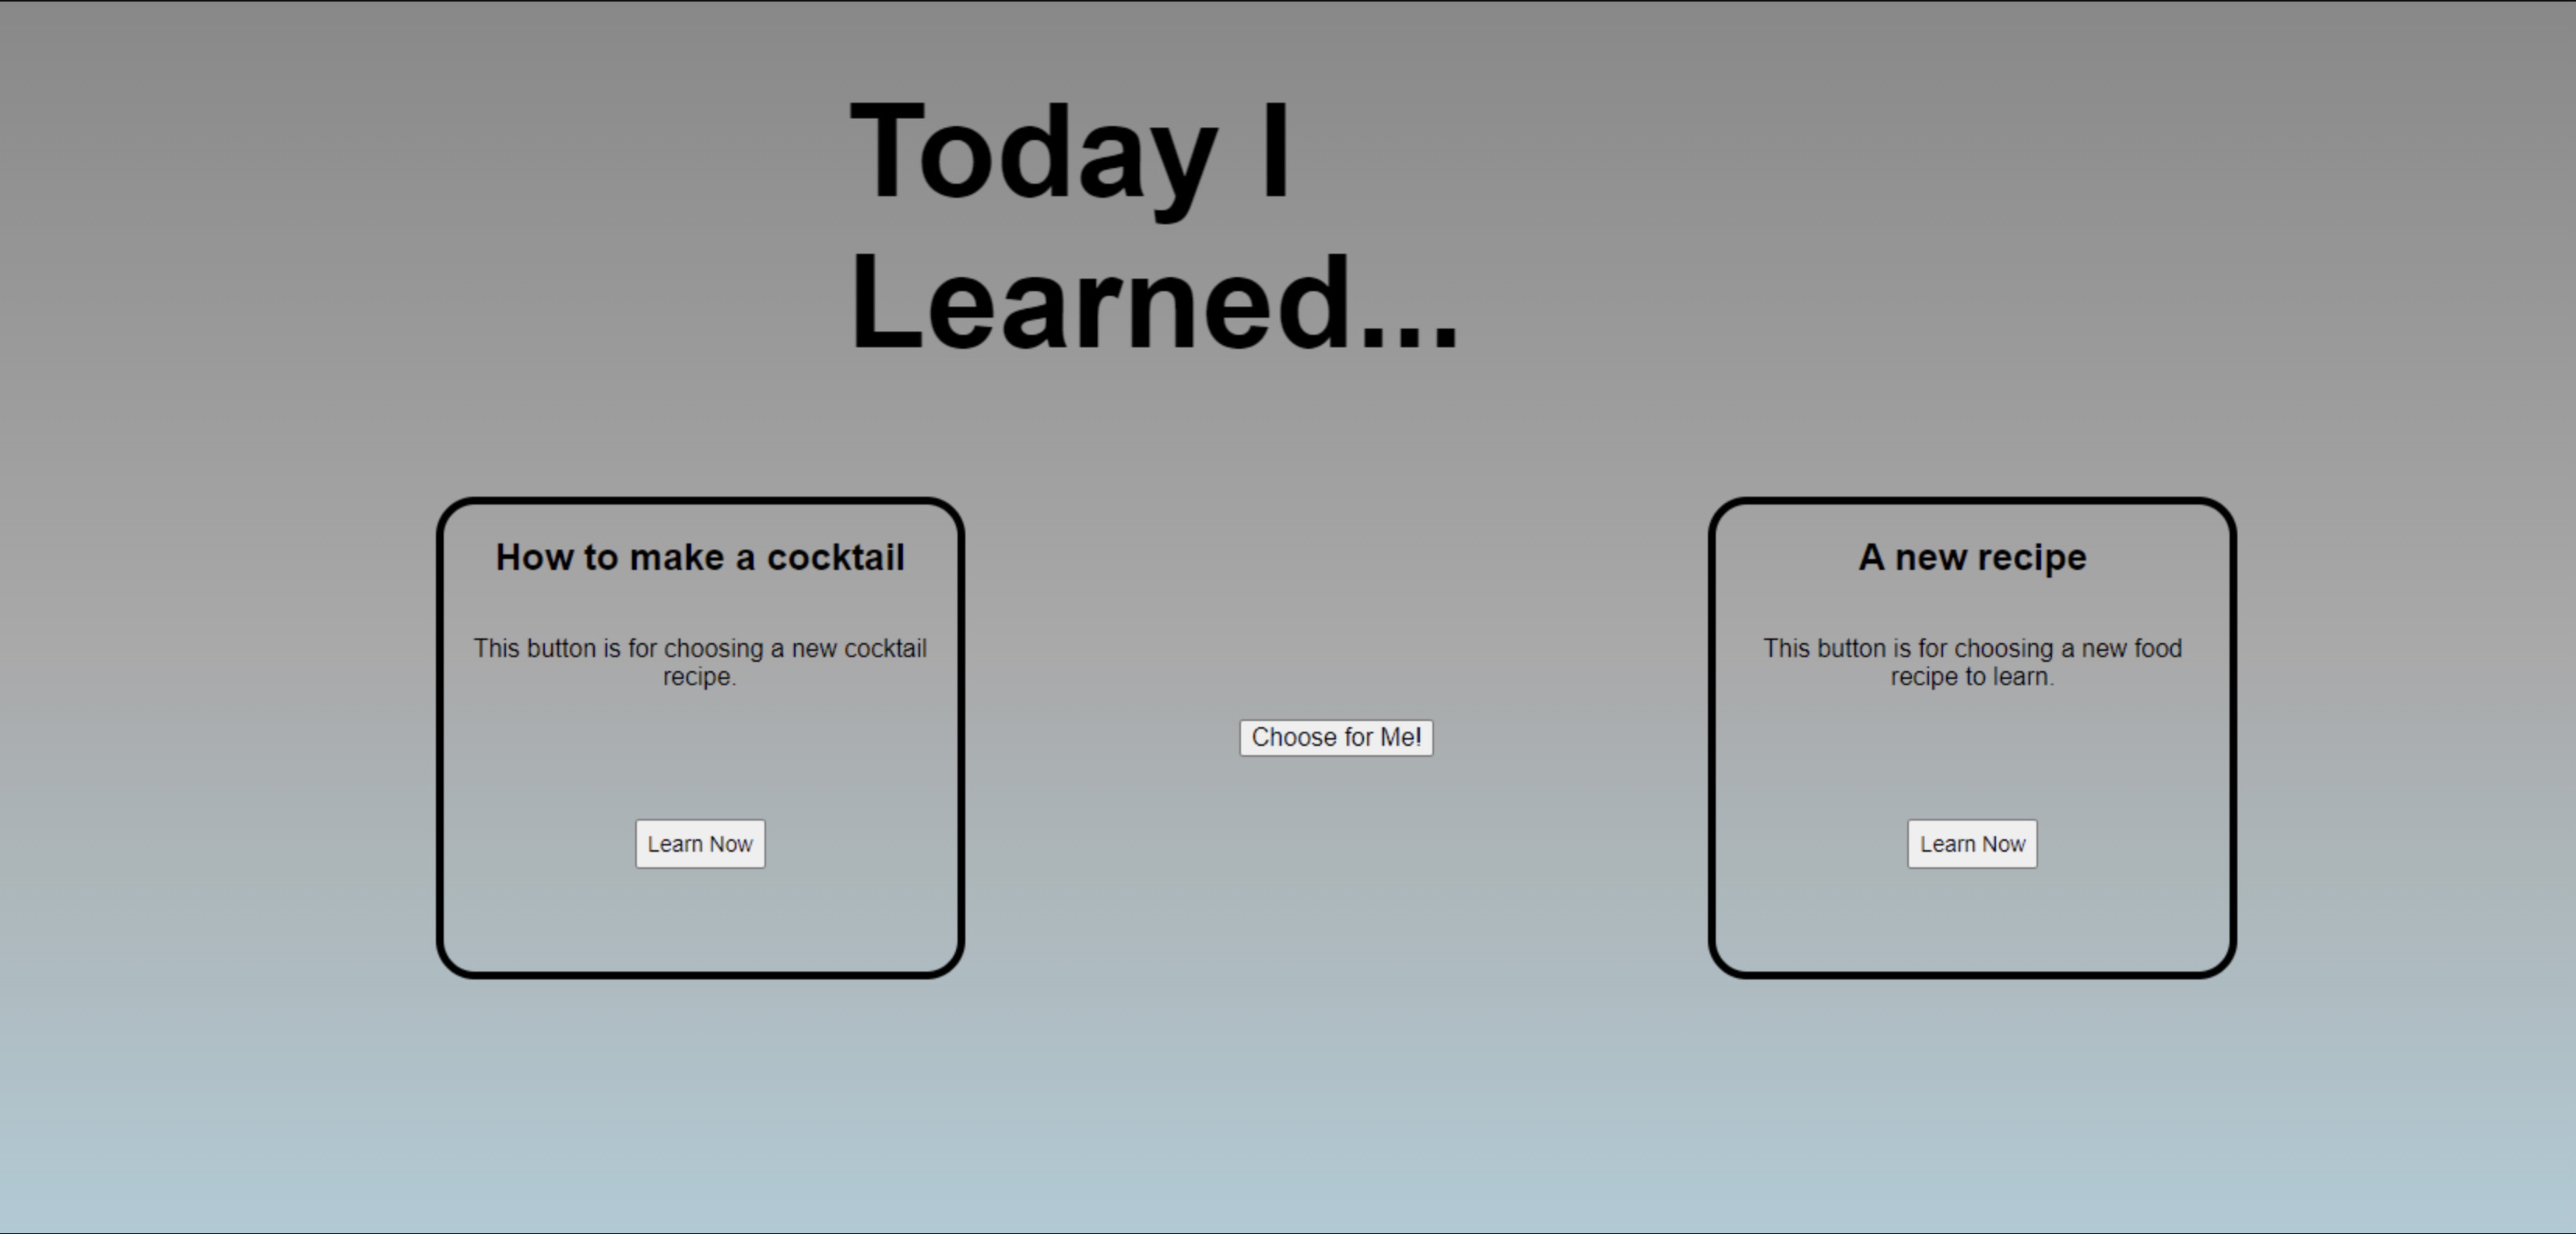 Today I
Learned...
How to make a cocktail
This button is for choosing a new cocktail
recipe.
Learn Now
Choose for Me!
A new recipe
This button is for choosing a new food
recipe to learn.
Learn Now